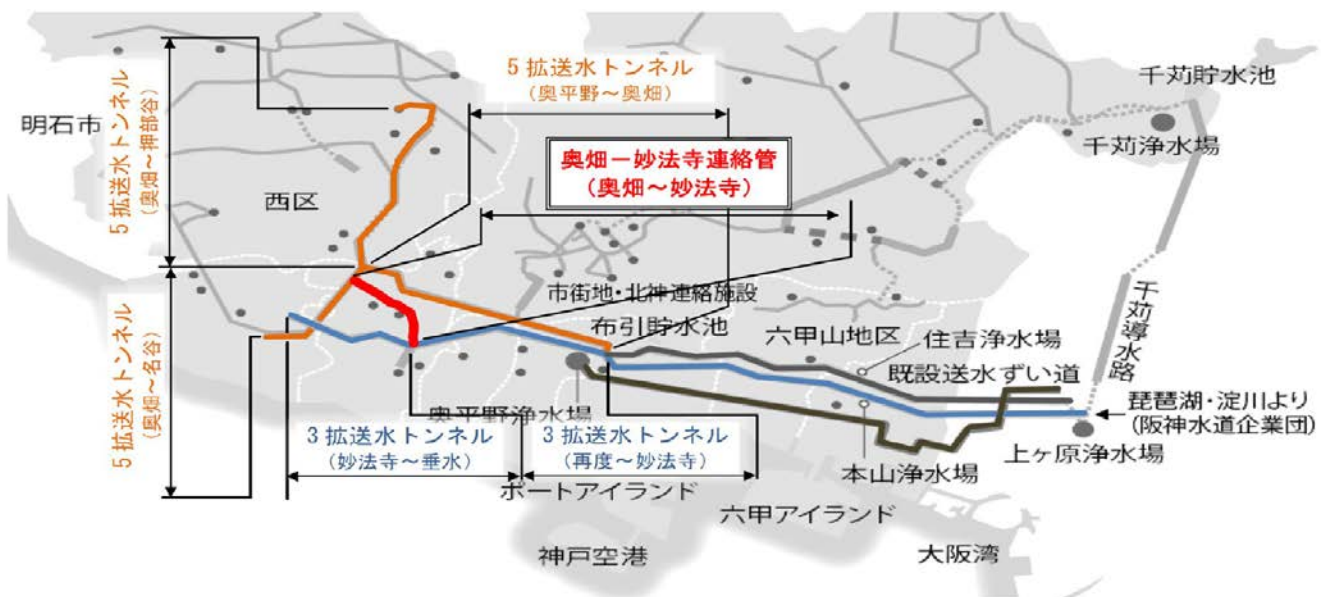 5拡送水トンネル
(奥畑～押部谷)
明石市
西区
5拡送水トンネル
(奥平野～奥畑)
奥畑－妙法寺連絡管
(奥畑～妙法寺)
千苅貯水池
千苅浄水場
5拡送水トンネル
(奥畑～名谷)
市街地・北神連絡施設
布引貯水池
六甲山地区
住吉浄水場
既設送水ずい道
千苅導水路
琵琶湖・淀川より
(阪神水道企業団)
上ヶ原浄水場
奥平野浄水場
3拡送水トンネル
(妙法寺～垂水)
3拡送水トンネル
(再度～妙法寺)
本山浄水場
ポートアイランド
六甲アイランド
神戸空港
大阪湾